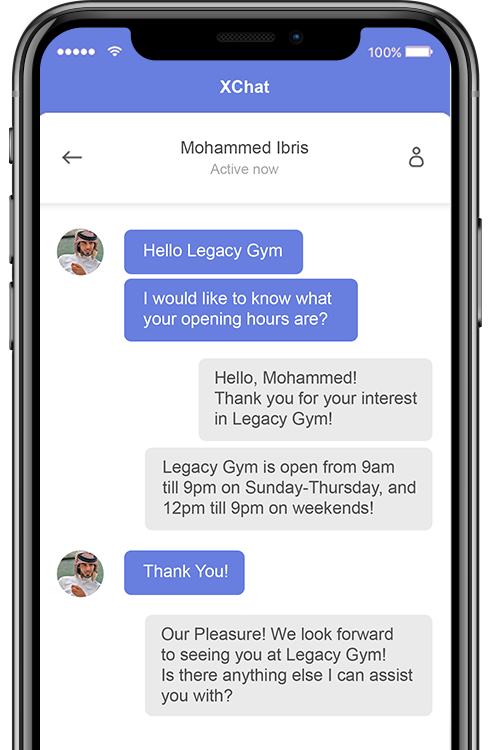 100%
XChat
Mohammed Ibris
Active now
Hello Legacy Gym
I would like to know what
your opening hours are?
Hello, Mohammed!
Thank you for your interest
in Legacy Gym!
Legacy Gym is open from 9am
till 9pm on Sunday-Thursday, and
12pm till 9pm on weekends!
Thank You!
Our Pleasure! We look forward
to seeing you at Legacy Gym!
Is there anything else I can assist
you with?